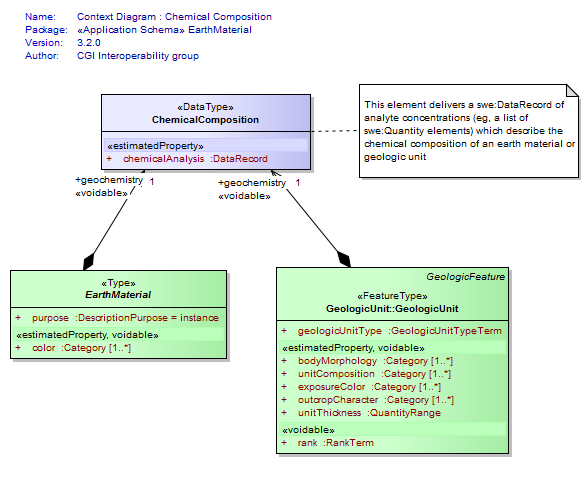 Name: Context Diagram : Chemical Composition
Package: «Application Schema» EarthMaterial
Version: 3.2.0
Author: CGI Interoperability group
«DataType»
ChemicalComposition
«estimatedProperty»
+ chemicalAnalysis :DataRecord
This element delivers a swe:DataRecord of
analyte concentrations (eg, a list of
swe:Quantity elements) which describe the
chemical composition of an earth material or
geologic unit
+geochemistry 1
«voidable»
+geochemistry 1
«voidable»
«Type»
EarthMaterial
+ purpose :DescriptionPurpose = instance
«estimatedProperty, voidable»
+ color :Category [1..*]
GeologicFeature
«FeatureType»
GeologicUnit::GeologicUnit
+ geologicUnitType :GeologicUnitTypeTerm
«estimatedProperty, voidable»
+ bodyMorphology :Category [1..*]
+ unitComposition :Category [1..*]
+ exposureColor :Category [1..*]
+ outcropCharacter :Category [1..*]
+ unitThickness :QuantityRange
«voidable»
+ rank :RankTerm